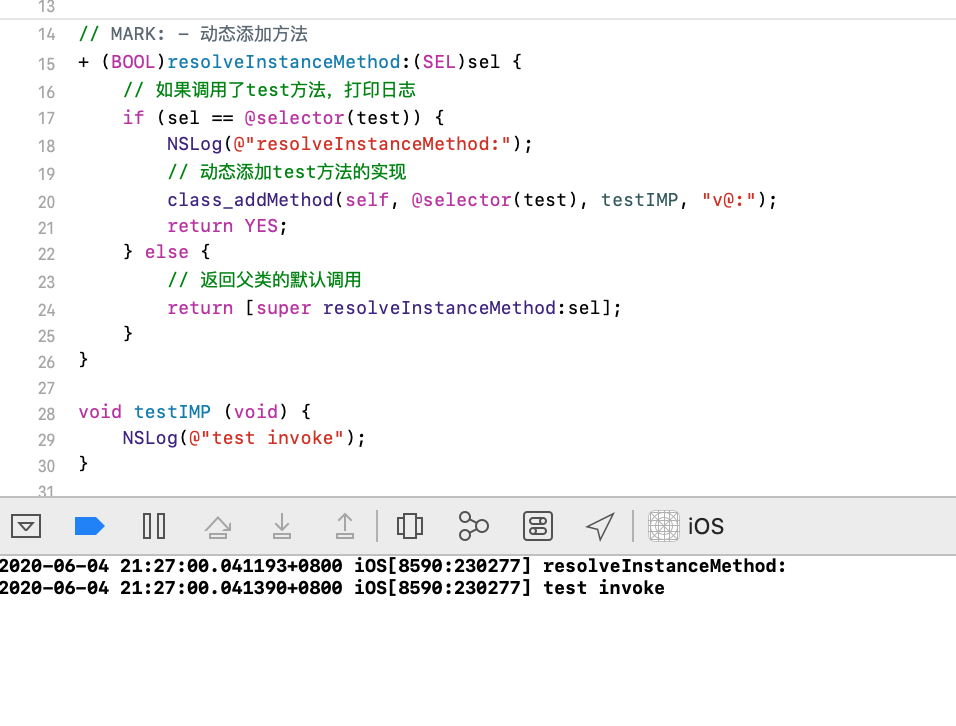 13
14 // MARK: - 动态添加方法
15 + (BOOL)resolveInstanceMethod:(SEL)sel {
16     // 如果调用了test方法，打印日志
17     if (sel == @selector(test)) {
18         NSLog(@"resolveInstanceMethod:");
19         // 动态添加test方法的实现
20         class_addMethod(self, @selector(test), testIMP, "v@:");
21         return YES;
22     } else {
23         // 返回父类的默认调用
24         return [super resolveInstanceMethod:sel];
25     }
26 }
27
28 void testIMP (void) {
29     NSLog(@"test invoke");
30 }
31
iOS
2020-06-04 21:27:00.041193+0800 iOS[8590:230277] resolveInstanceMethod:
2020-06-04 21:27:00.041390+0800 iOS[8590:230277] test invoke